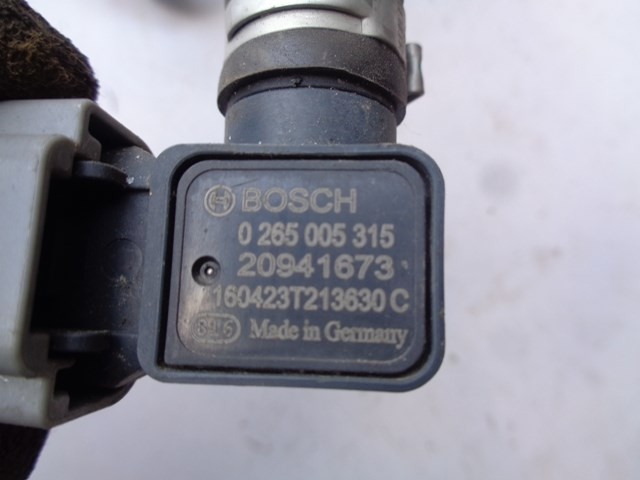 BOSCH
0 265 005 315
20941673
160423T213630 C
Made in Germany